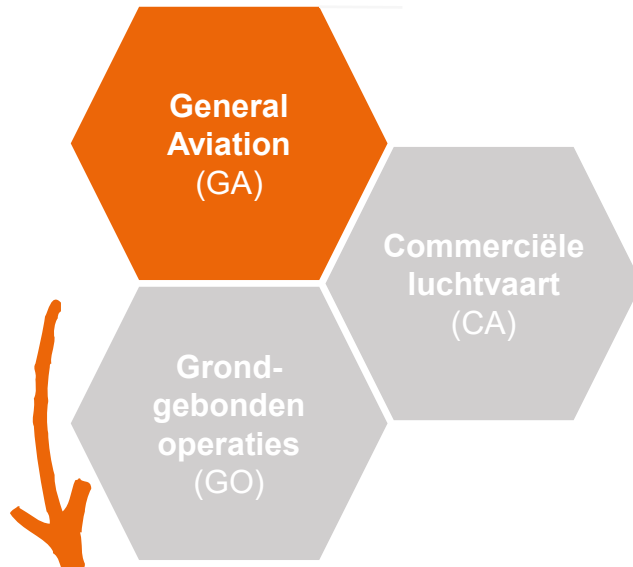 General
Aviation
(GA)
Commerciële
luchtvaart
(CA)
Grond-
gebonden
operaties
(GO)